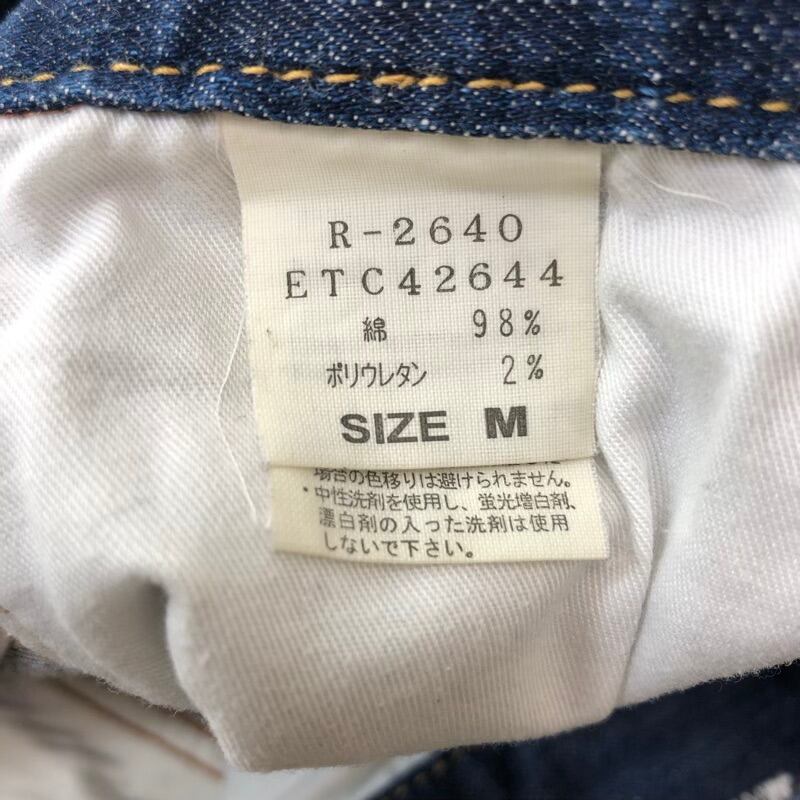 R-2640
ETC42644
綿 98%
ポリウレタン 2%
SIZE M
場合の色移りは避けられません。
・中性洗剤を使用し、蛍光増白剤、
漂白剤の入った洗剤は使用
しないで下さい。